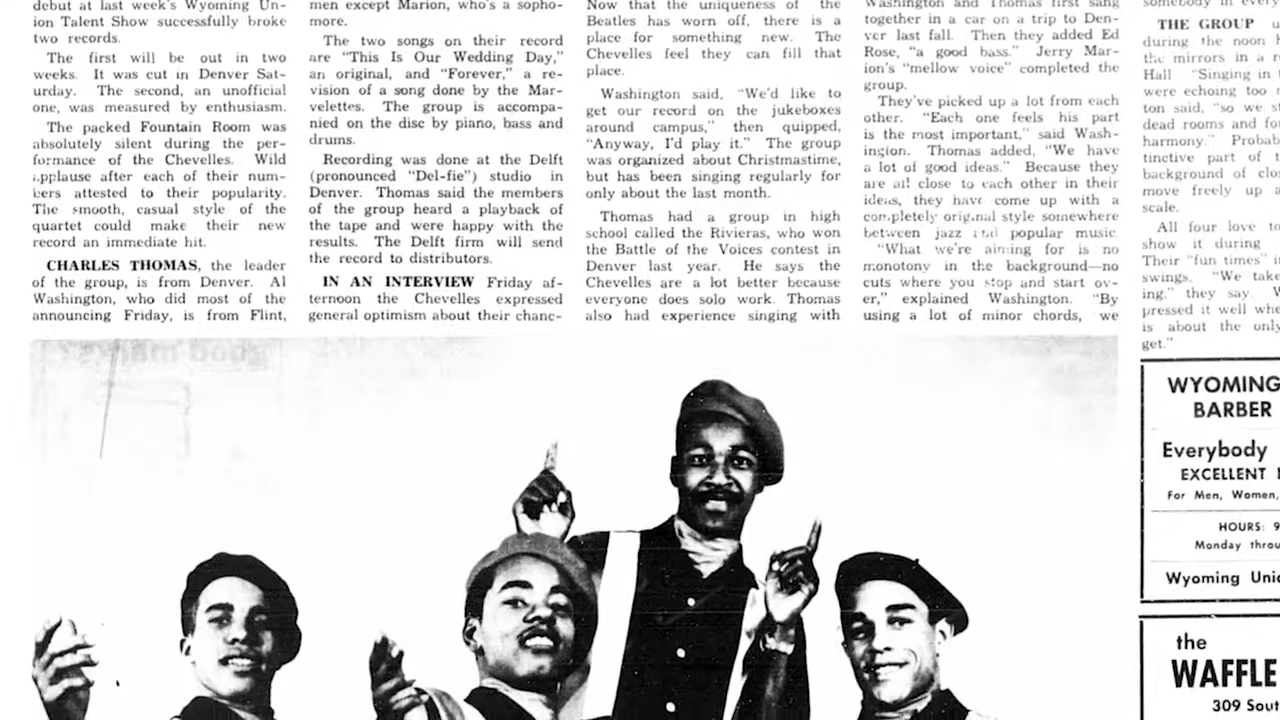 debut at last week's Wyoming Un-
ion Talent Show successfully broke
two records.
The first will be out in two
weeks. It was cut in Denver Sat-
urday. The second, an unofficial
one, was measured by enthusiasm.
The packed Fountain Room was
absolutely silent during the per-
formance of the Chevelles. Wild
applause after each of their num-
bers attested to their popularity.
The smooth, casual style of the
quartet could make their new
record an immediate hit.
CHARLES THOMAS, the leader
of the group, is from Denver. Al
Washington, who did most of the
announcing Friday, is from Flint,
men except Marion, who's a sopho-
more.
The two songs on their record
are "This Is Our Wedding Day,"
an original, and "Forever," a re-
vision of a song done by the Mar-
velettes. The group is accompa-
nied on the disc by piano, bass and
drums.
Recording was done at the Delft
(pronounced "Del-fie") studio in
Denver. Thomas said the members
of the group heard a playback of
the tape and were happy with the
results. The Delft firm will send
the record to distributors.
IN AN INTERVIEW Friday af-
ternoon the Chevelles expressed
general optimism about their chanc-
Now that the uniqueness of the
Beatles has worn off, there is a
place for something new. The
Chevelles feel they can fill that
place.
Washington said, "We'd like to
get our record on the jukeboxes
around campus," then quipped,
"Anyway, I'd play it." The group
was organized about Christmastime,
but has been singing regularly for
only about the last month.
Thomas had a group in high
school called the Rivieras, who won
the Battle of the Voices contest in
Denver last year. He says the
Chevelles are a lot better because
everyone does solo work. Thomas
also had experience singing with
Washington and Thomas first sang
together in a car on a trip to Den-
ver last fall. Then they added Ed
Rose, "a good bass." Jerry Mar-
ion's "mellow voice" completed the
group.
They've picked up a lot from each
other. "Each one feels his part
is the most important," said Wash-
ington. Thomas added, "We have
a lot of good ideas." Because they
are all close to each other in their
ideas, they have come up with a
completely original style somewhere
between jazz and popular music.
"What we're aiming for is no
monotony in the background—no
cuts where you stop and start ov-
er," explained Washington. "By
using a lot of minor chords, we
somebody in every
THE GROUP
during the noon
the mirrors in a
Hall "Singing in
were echoing too
ton said, "so we
dead rooms and
harmony."
tinctive part of
background of
move freely up
scale.
All four love
show it during
Their "fun times"
swings. "We take
ing," they say.
pressed it well
is about the only
get."
WYOMING
BARBER
Everybody
EXCELLENT
For Men, Women,
HOURS: 9
Monday
Wyoming
the
WAFFLE
309